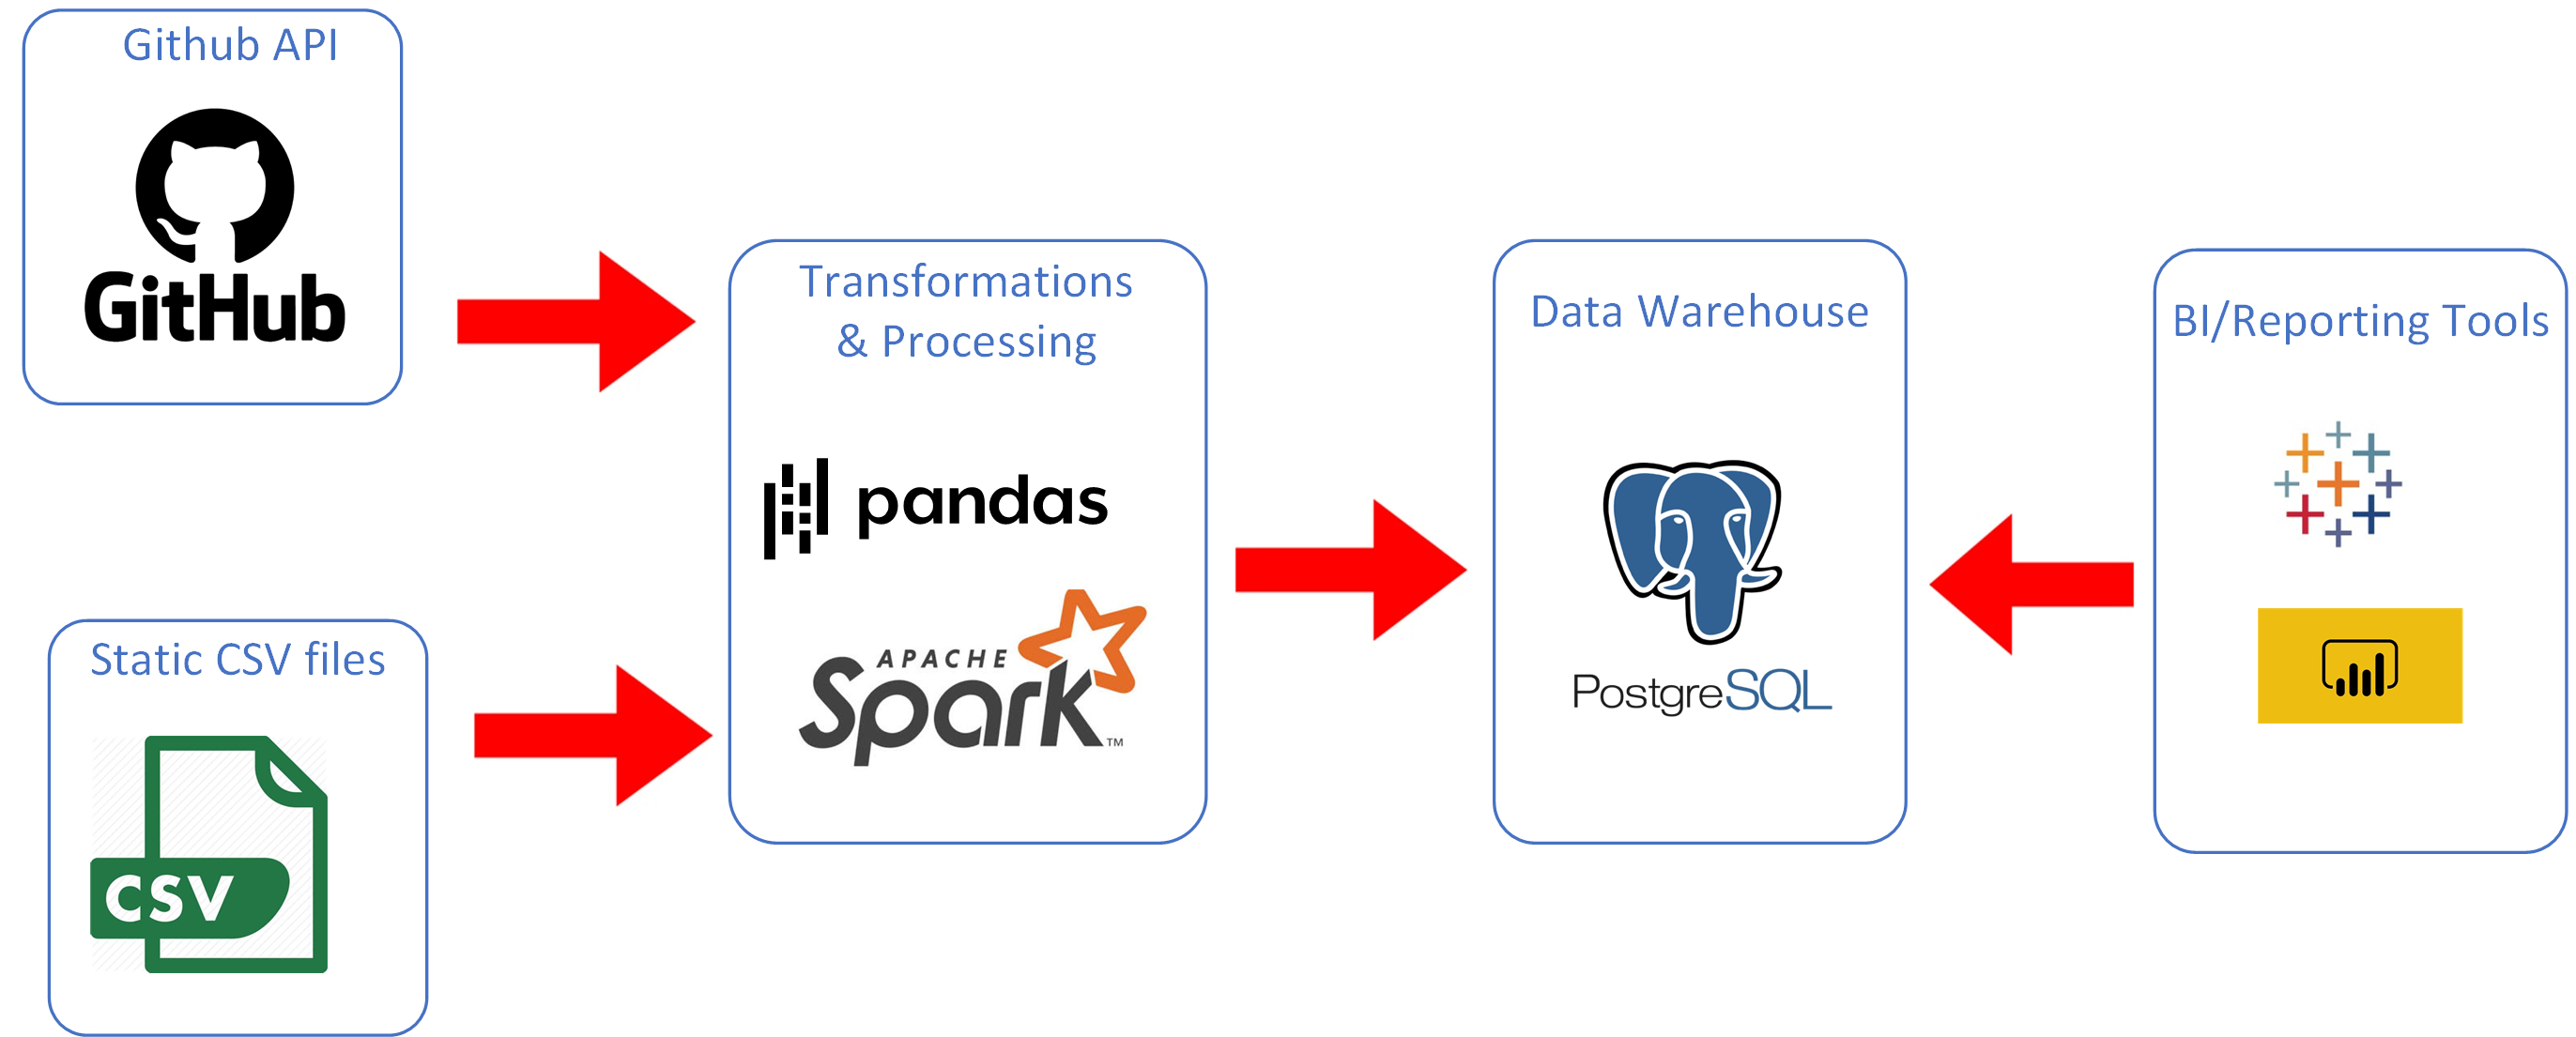 Github API
GitHub
Static CSV files
CSV
Transformations
& Processing
pandas
APACHE
Spark™
Data Warehouse
PostgreSQL
BI/Reporting Tools